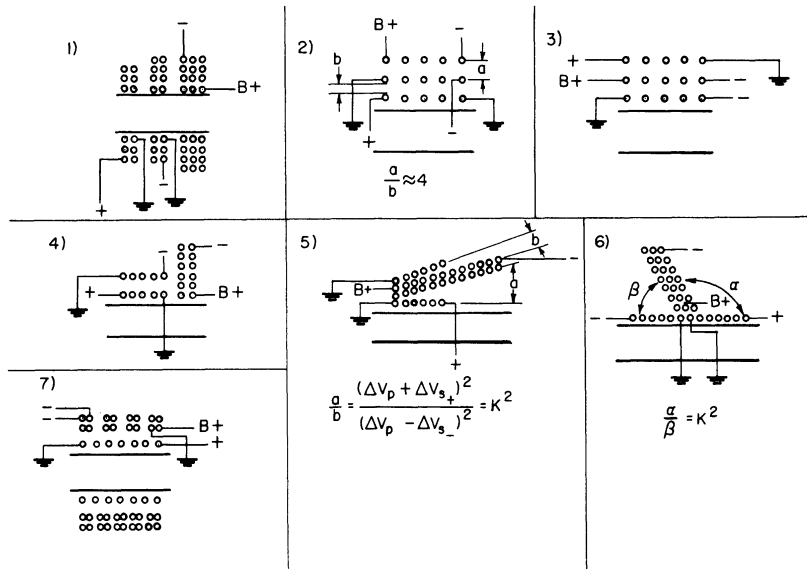 1)
−
B+
+
−
2)
B+
−
b
a
+
−
a/b ≈ 4
3)
+
B+
−
−
4)
−
−
+
B+
5)
b
−
B+
a
+
a/b = (ΔVp + ΔVs+)² / (ΔVp − ΔVs−)² = K²
6)
−
β
α
B+
−
+
α/β = K²
7)
−
−
B+
+